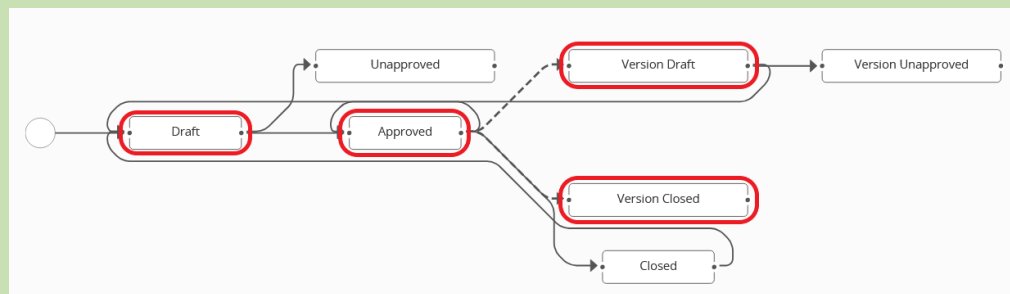 Unapproved
Version Draft
Version Unapproved
Draft
Approved
Version Closed
Closed